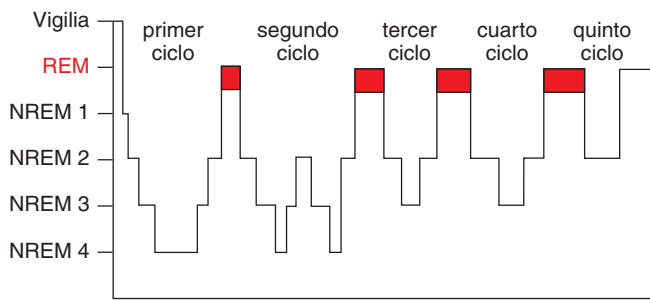 Vigilia
primer
ciclo
segundo
ciclo
tercer
ciclo
cuarto
ciclo
quinto
ciclo
REM
NREM 1
NREM 2
NREM 3
NREM 4